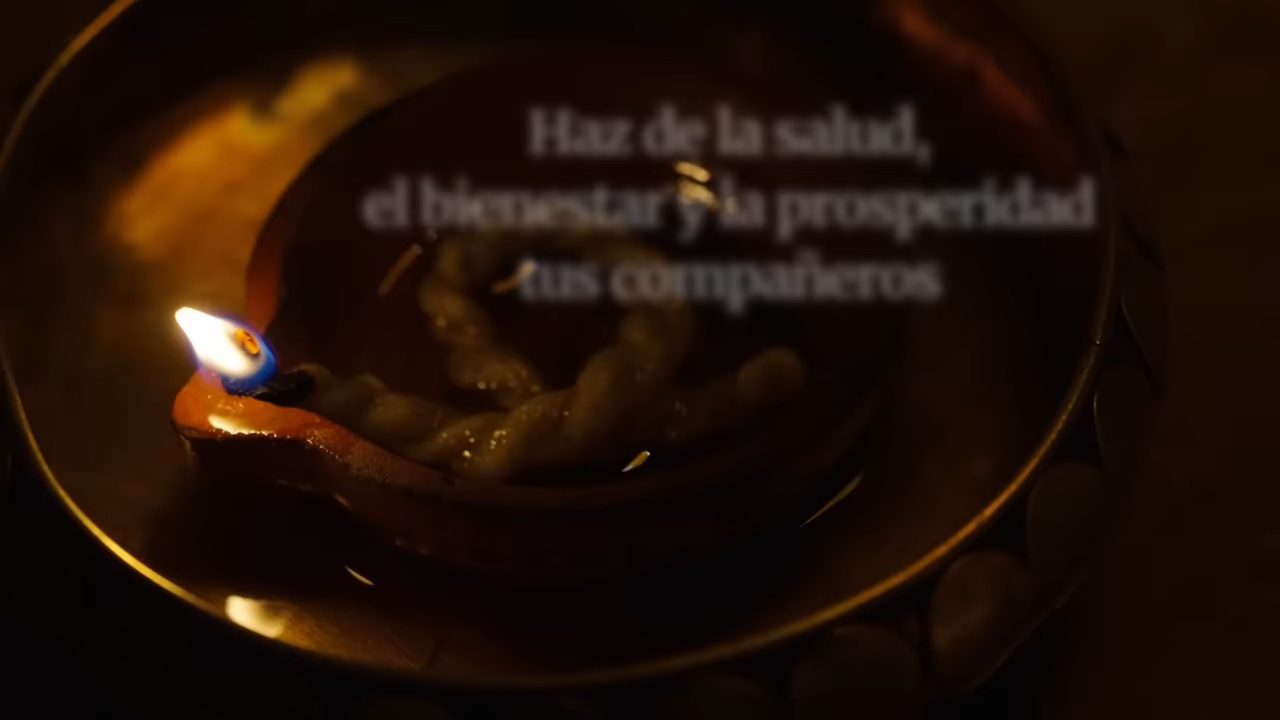 Haz de la salud,
el bienestar y la prosperidad
tus compañeros